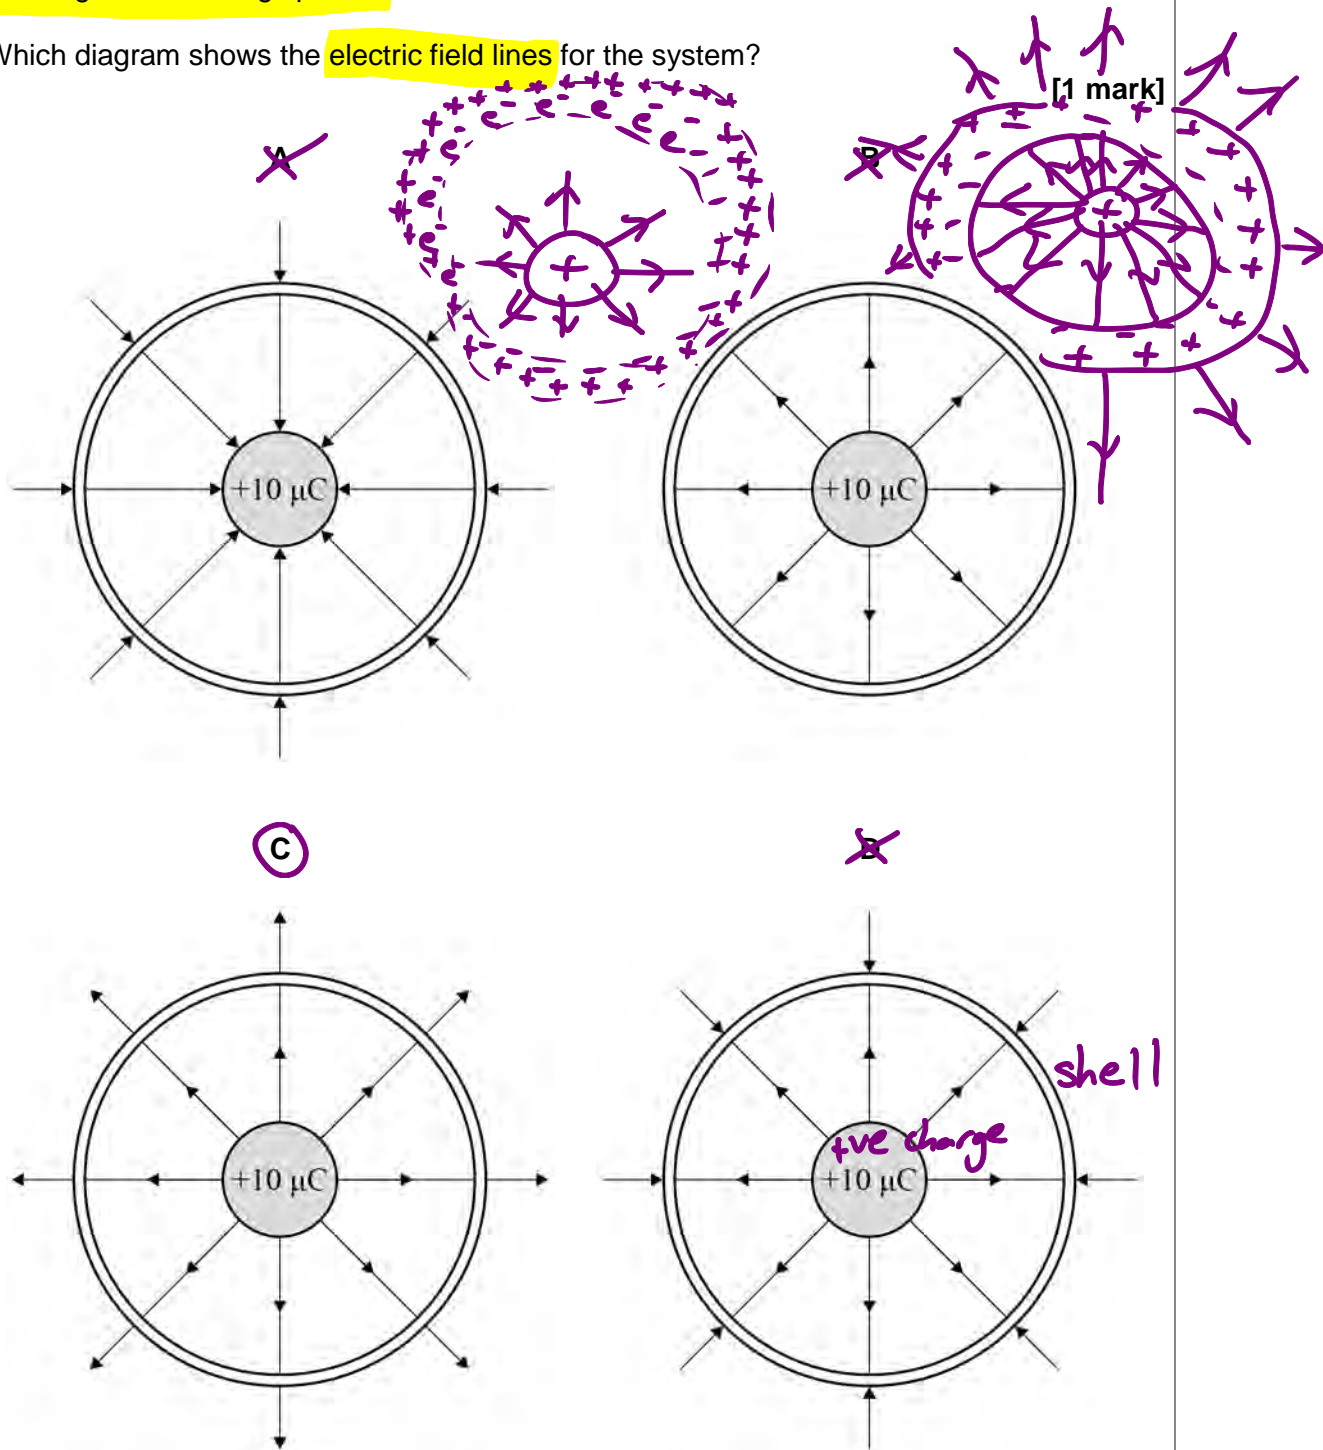 Which diagram shows the electric field lines for the system?
[1 mark]
A
B
+10 μC
+10 μC
C
D
shell
+ve charge
+10 μC
+10 μC